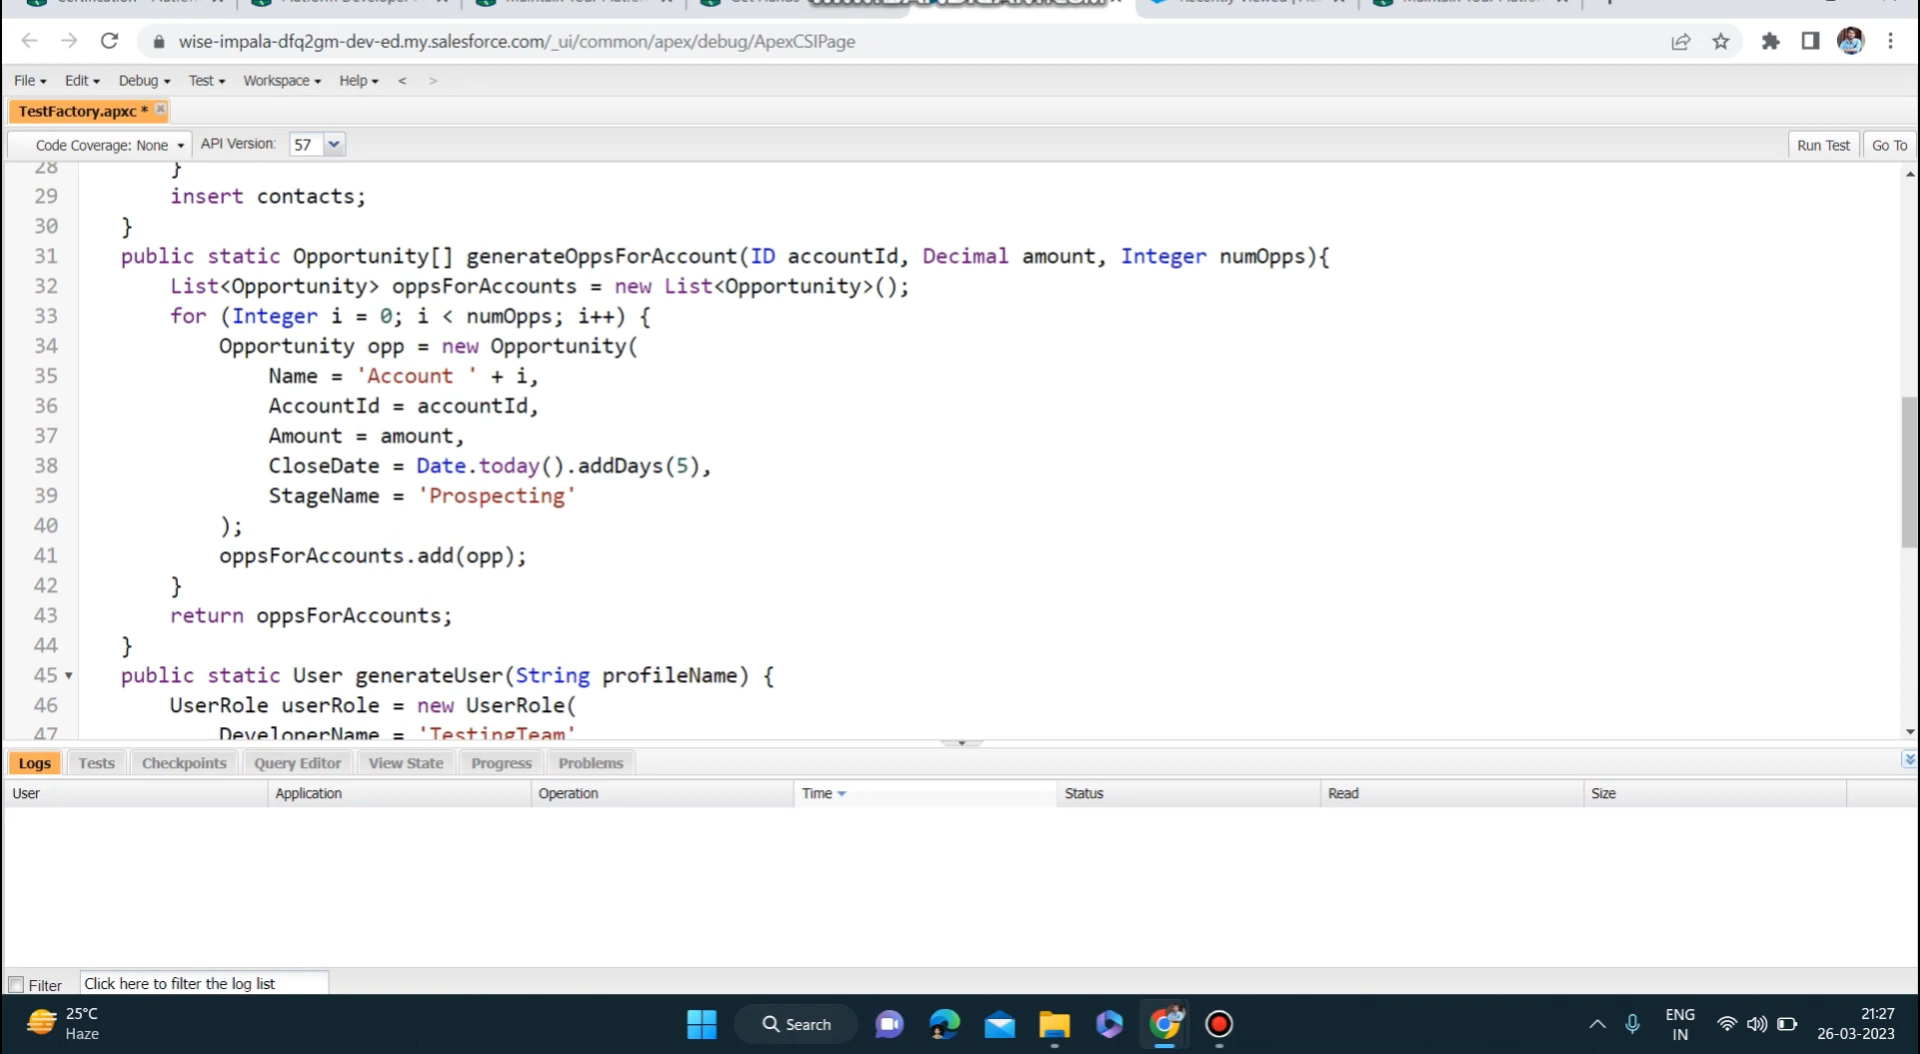 wise-impala-dfq2gm-dev-ed.my.salesforce.com/_ui/common/apex/debug/ApexCSIPage
File Edit Debug Test Workspace Help < >
TestFactory.apxc *
Code Coverage: None API Version: 57 Run Test Go To
28 }
29 insert contacts;
30 }
31 public static Opportunity[] generateOppsForAccount(ID accountId, Decimal amount, Integer numOpps){
32 List<Opportunity> oppsForAccounts = new List<Opportunity>();
33 for (Integer i = 0; i < numOpps; i++) {
34 Opportunity opp = new Opportunity(
35 Name = 'Account ' + i,
36 AccountId = accountId,
37 Amount = amount,
38 CloseDate = Date.today().addDays(5),
39 StageName = 'Prospecting'
40 );
41 oppsForAccounts.add(opp);
42 }
43 return oppsForAccounts;
44 }
45 public static User generateUser(String profileName) {
46 UserRole userRole = new UserRole(
47 DeveloperName = 'TestingTeam'
Logs Tests Checkpoints Query Editor View State Progress Problems
User Application Operation Time Status Read Size
Filter Click here to filter the log list
25°C
Haze
Search
ENG
IN
21:27
26-03-2023